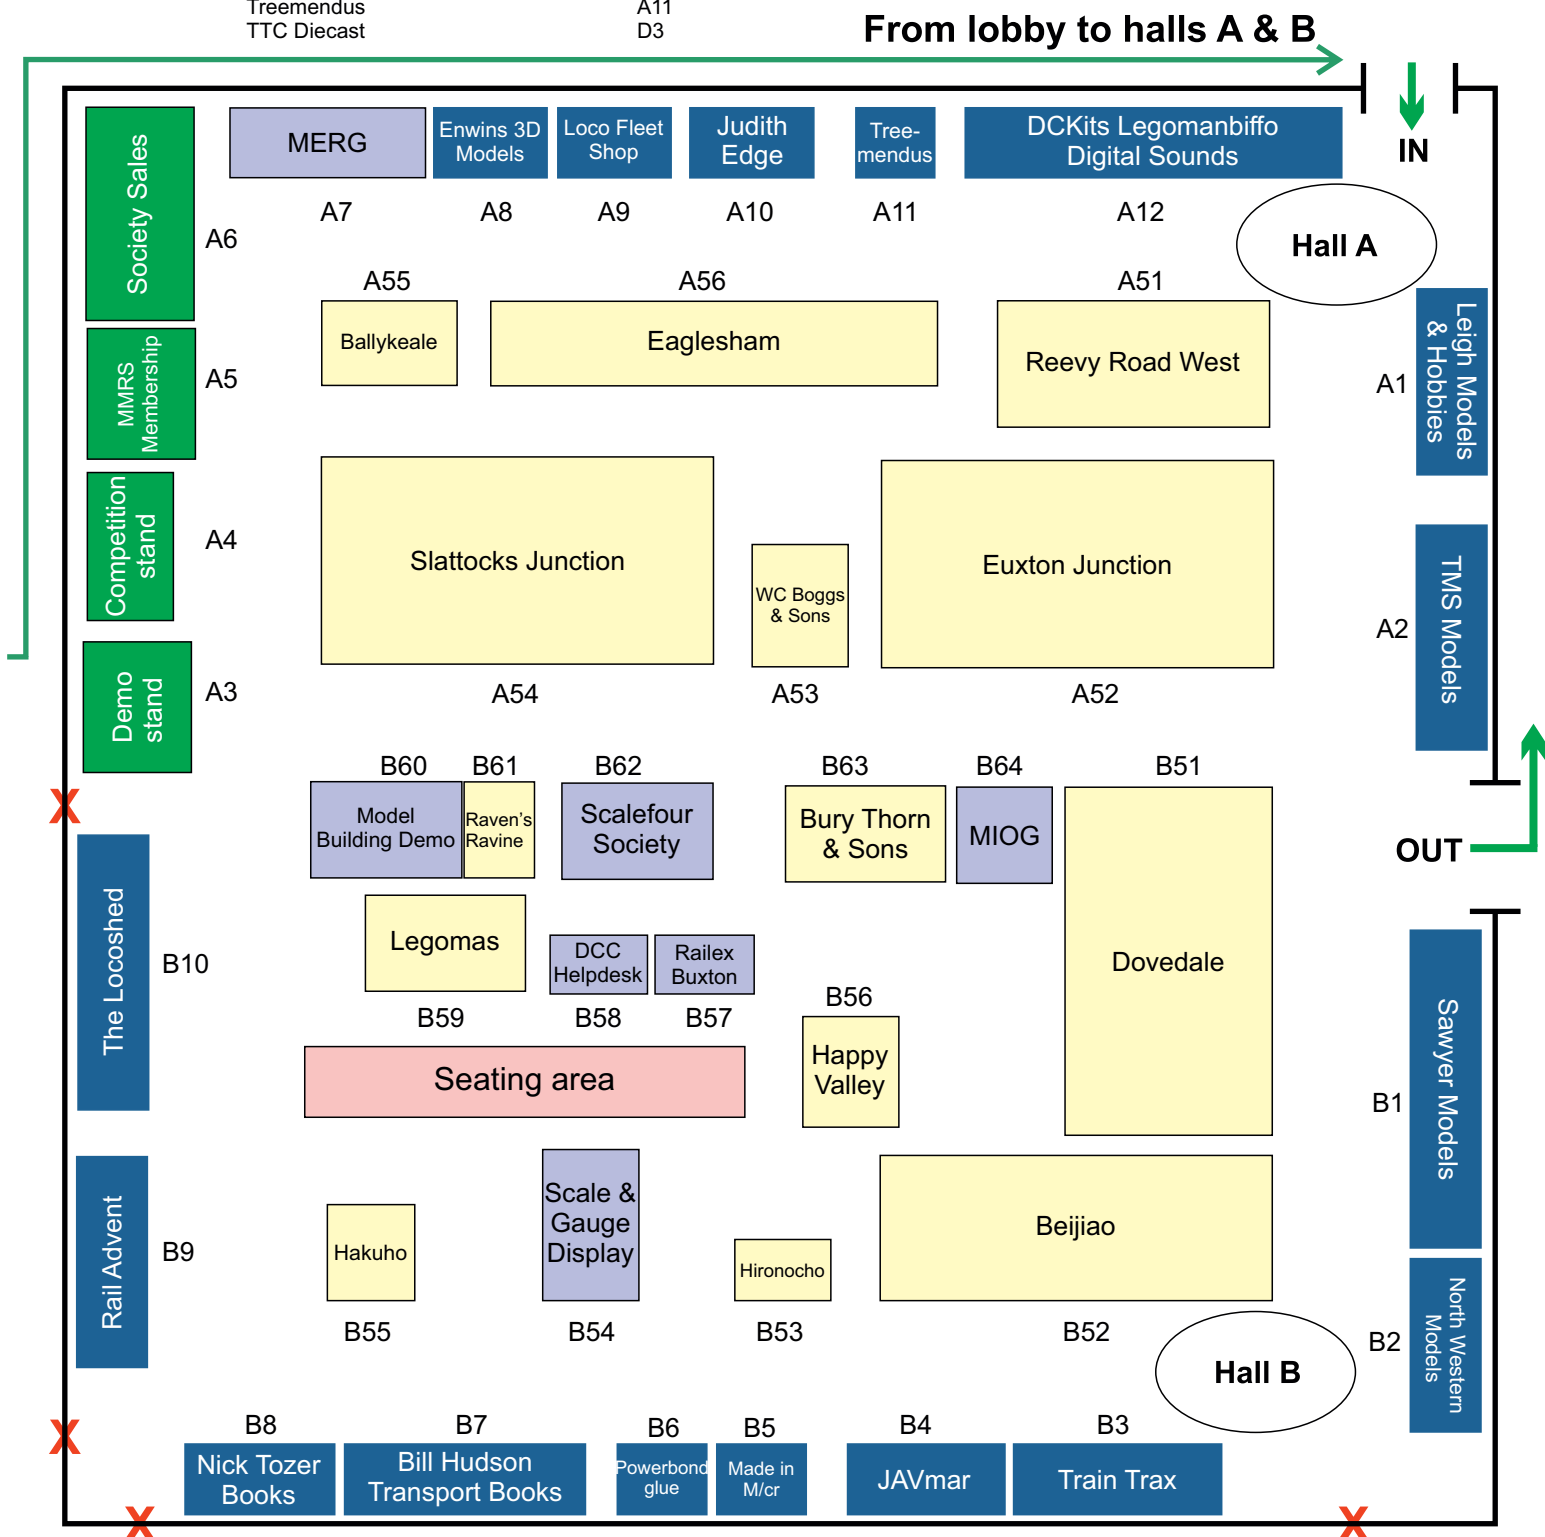 Treemendus A11
TTC Diecast D3
From lobby to halls A & B
IN
MERG
Enwins 3D
Models
Loco Fleet
Shop
Judith
Edge
Tree-
mendus
DCKits Legomanbiffo
Digital Sounds
A7
A8
A9
A10
A11
A12
Hall A
Society Sales
A6
MMRS
Membership
A5
Competition
stand
A4
Demo
stand
A3
A55
A56
A51
Ballykeale
Eaglesham
Reevy Road West
Leigh Models
& Hobbies
A1
Slattocks Junction
WC Boggs
& Sons
Euxton Junction
TMS Models
A2
A54
A53
A52
B60
B61
B62
B63
B64
B51
Model
Building Demo
Raven's
Ravine
Scalefour
Society
Bury Thorn
& Sons
MIOG
Dovedale
OUT
X
The Locoshed
B10
Legomas
DCC
Helpdesk
Railex
Buxton
B59
B58
B57
B56
Happy
Valley
Seating area
Sawyer Models
B1
Rail Advent
B9
Hakuho
Scale &
Gauge
Display
Hironocho
Beijiao
B55
B54
B53
B52
Hall B
North Western
Models
B2
X
B8
B7
B6
B5
B4
B3
Nick Tozer
Books
Bill Hudson
Transport Books
Powerbond
glue
Made in
M/cr
JAVmar
Train Trax
X
X